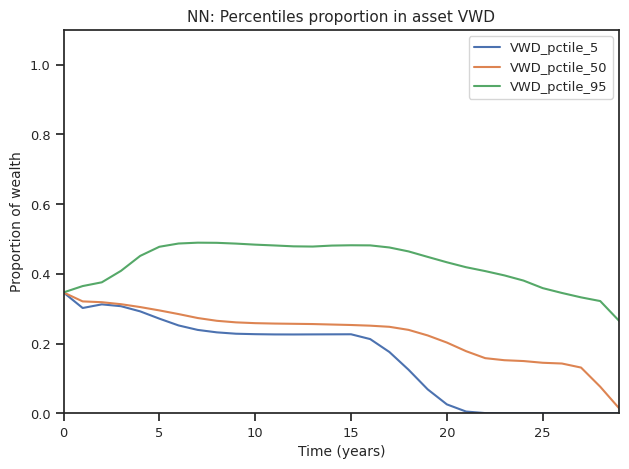 NN: Percentiles proportion in asset VWD
VWD_pctile_5
VWD_pctile_50
VWD_pctile_95
Proportion of wealth
1.0
0.8
0.6
0.4
0.2
0.0
0 5 10 15 20 25
Time (years)